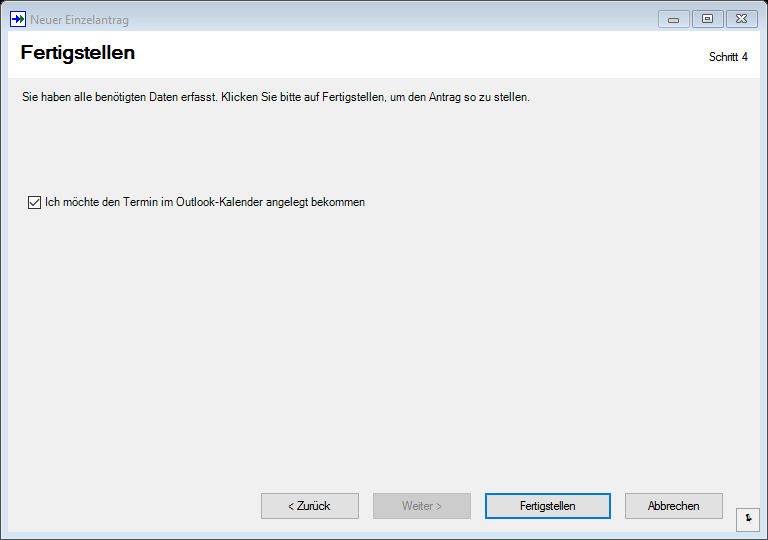 Neuer Einzelantrag
Fertigstellen
Schritt 4
Sie haben alle benötigten Daten erfasst. Klicken Sie bitte auf Fertigstellen, um den Antrag so zu stellen.
Ich möchte den Termin im Outlook-Kalender angelegt bekommen
< Zurück
Weiter >
Fertigstellen
Abbrechen